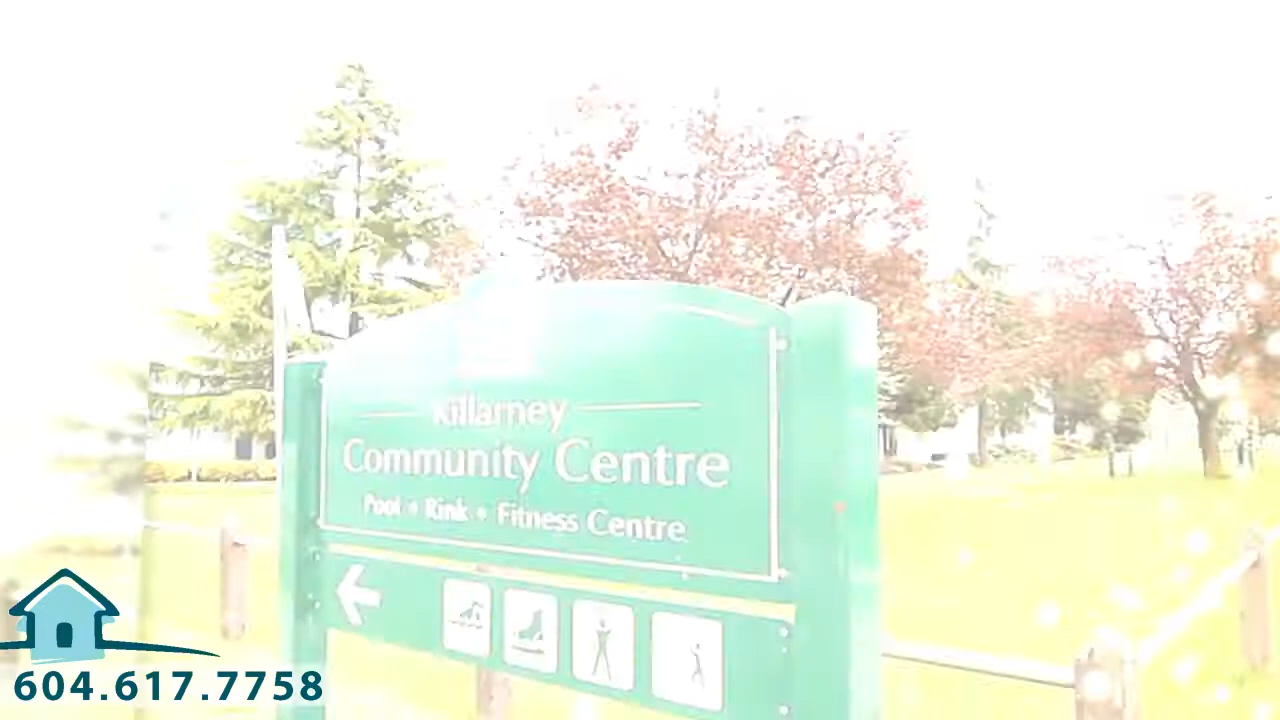 Killarney
Community Centre
Pool • Rink • Fitness Centre
604.617.7758